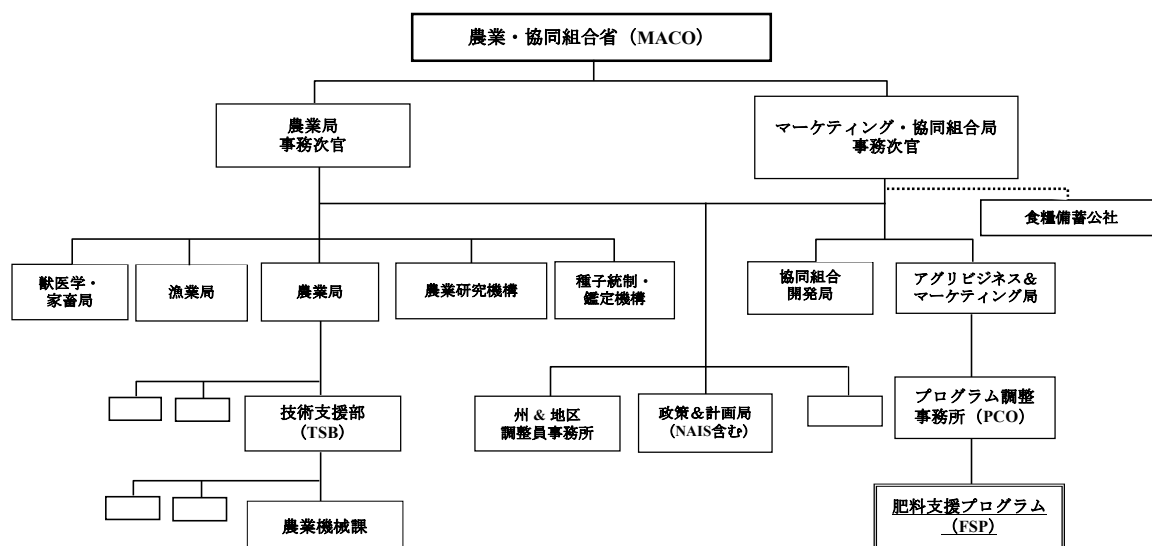 農業・協同組合省（MACO）
農業局
事務次官
マーケティング・協同組合局
事務次官
食糧備蓄公社
獣医学・
家畜局
漁業局
農業局
農業研究機構
種子統制・
鑑定機構
協同組合
開発局
アグリビジネス＆
マーケティング局
技術支援部
（TSB）
州 & 地区
調整員事務所
政策＆計画局
（NAIS含む）
プログラム調整
事務所（PCO）
農業機械課
肥料支援プログラム
（FSP）